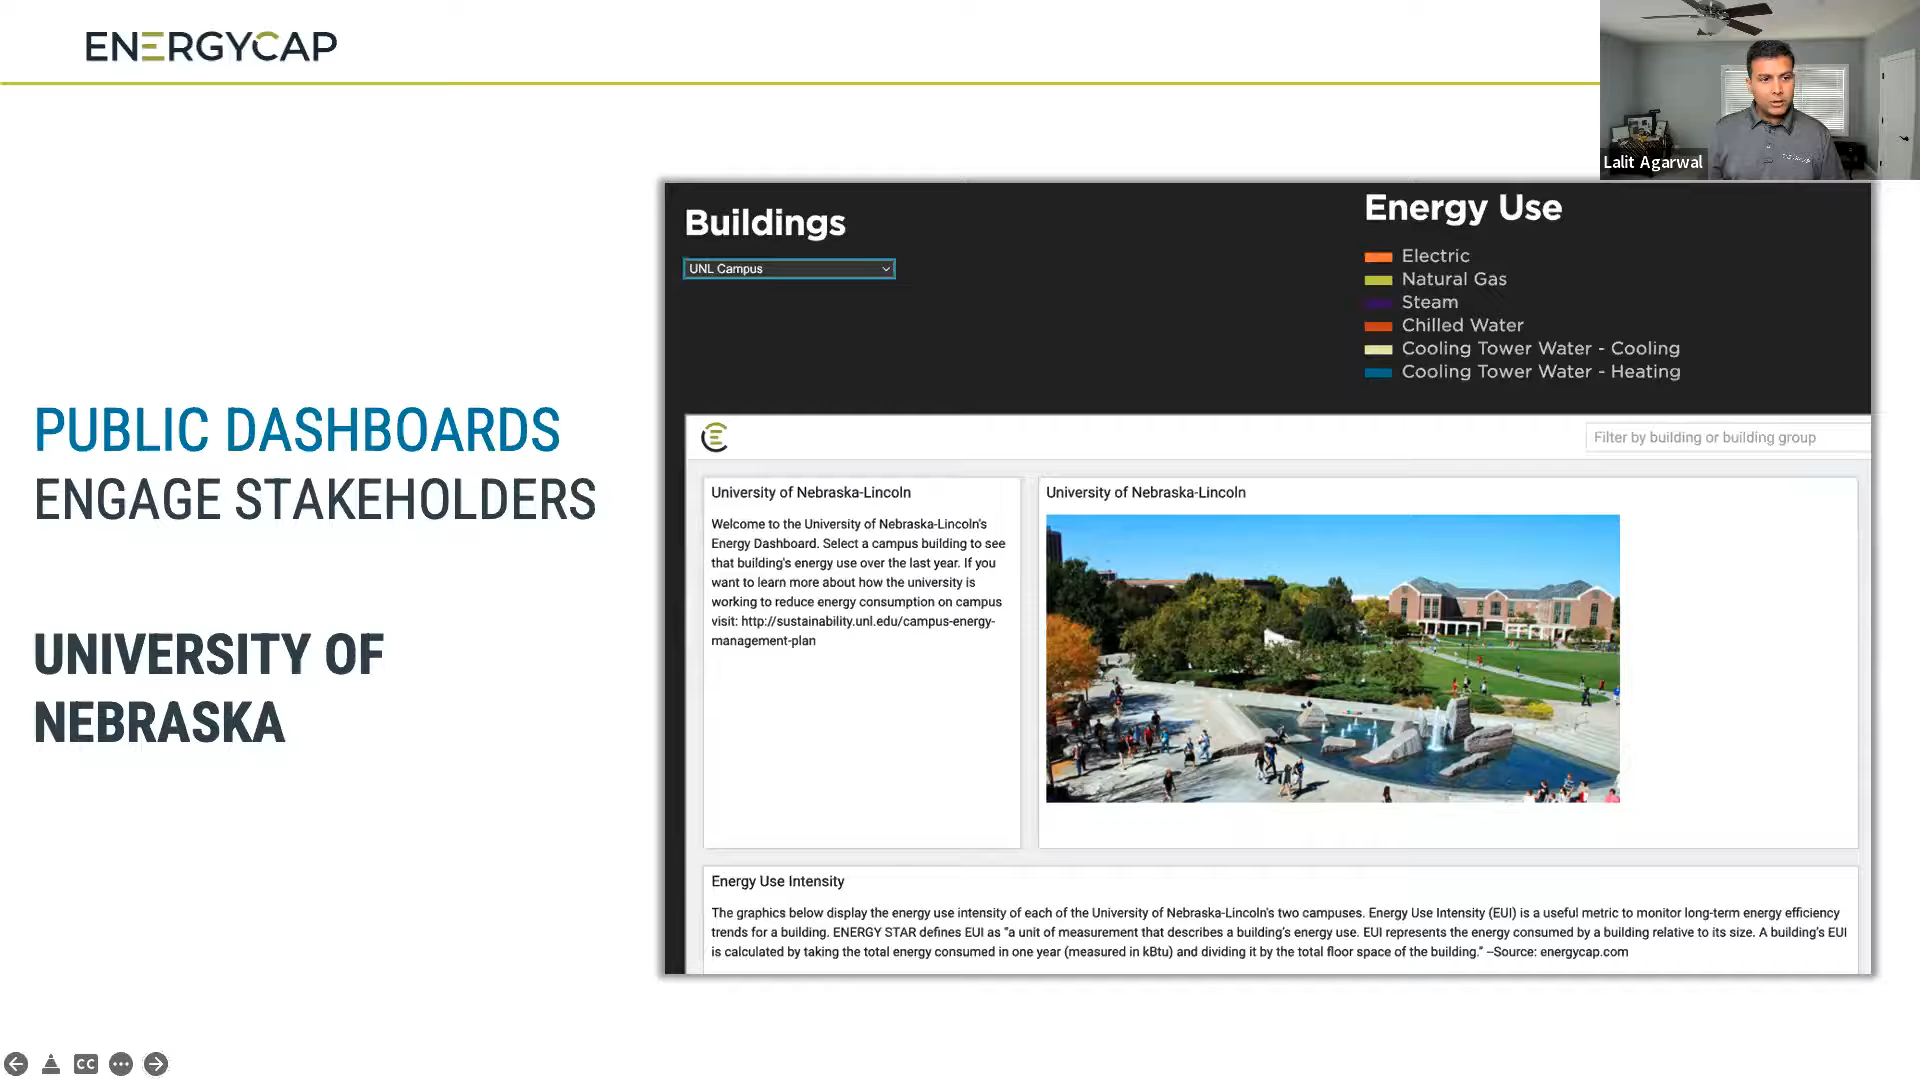 ENERGYCAP
Lalit Agarwal
PUBLIC DASHBOARDS
ENGAGE STAKEHOLDERS
UNIVERSITY OF
NEBRASKA
Buildings
UNL Campus
Energy Use
Electric
Natural Gas
Steam
Chilled Water
Cooling Tower Water - Cooling
Cooling Tower Water - Heating
Filter by building or building group
University of Nebraska-Lincoln
Welcome to the University of Nebraska-Lincoln's
Energy Dashboard. Select a campus building to see
that building's energy use over the last year. If you
want to learn more about how the university is
working to reduce energy consumption on campus
visit: http://sustainability.unl.edu/campus-energy-
management-plan
University of Nebraska-Lincoln
Energy Use Intensity
The graphics below display the energy use intensity of each of the University of Nebraska-Lincoln's two campuses. Energy Use Intensity (EUI) is a useful metric to monitor long-term energy efficiency
trends for a building. ENERGY STAR defines EUI as "a unit of measurement that describes a building's energy use. EUI represents the energy consumed by a building relative to its size. A building's EUI
is calculated by taking the total energy consumed in one year (measured in kBtu) and dividing it by the total floor space of the building." –Source: energycap.com
CC